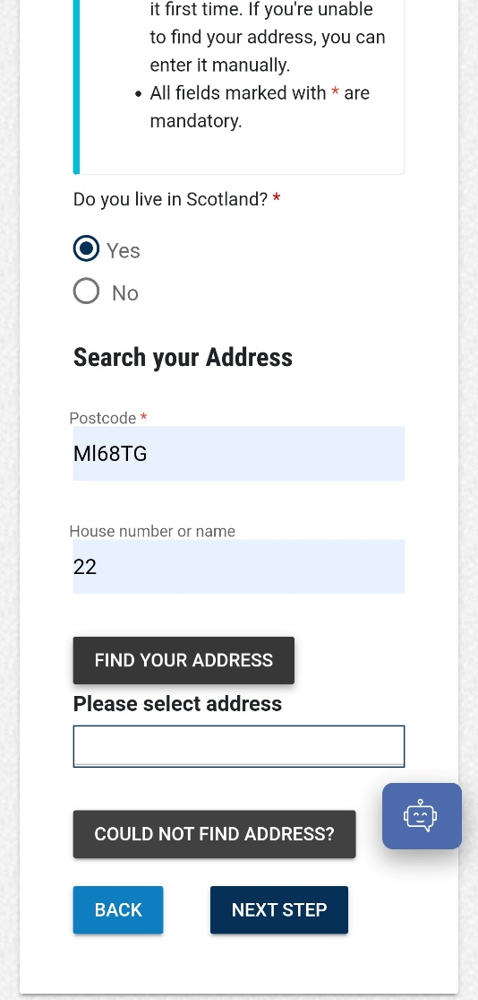 it first time. If you're unable
to find your address, you can
enter it manually.
• All fields marked with * are
mandatory.
Do you live in Scotland? *
Yes
No
Search your Address
Postcode *
Ml68TG
House number or name
22
FIND YOUR ADDRESS
Please select address
COULD NOT FIND ADDRESS?
BACK
NEXT STEP